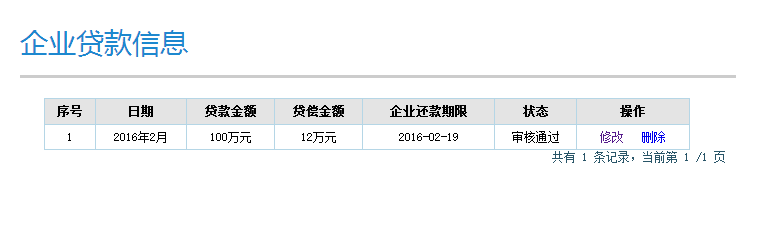 企业贷款信息
序号 日期 贷款金额 贷偿金额 企业还款期限 状态 操作
1 2016年2月 100万元 12万元 2016-02-19 审核通过 修改 删除
共有 1 条记录，当前第 1 /1 页